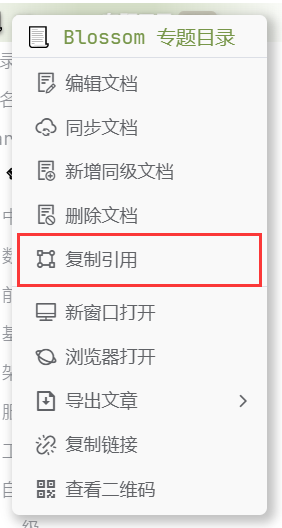 Blossom 专题目录
编辑文档
同步文档
新增同级文档
删除文档
复制引用
新窗口打开
浏览器打开
导出文章
复制链接
查看二维码